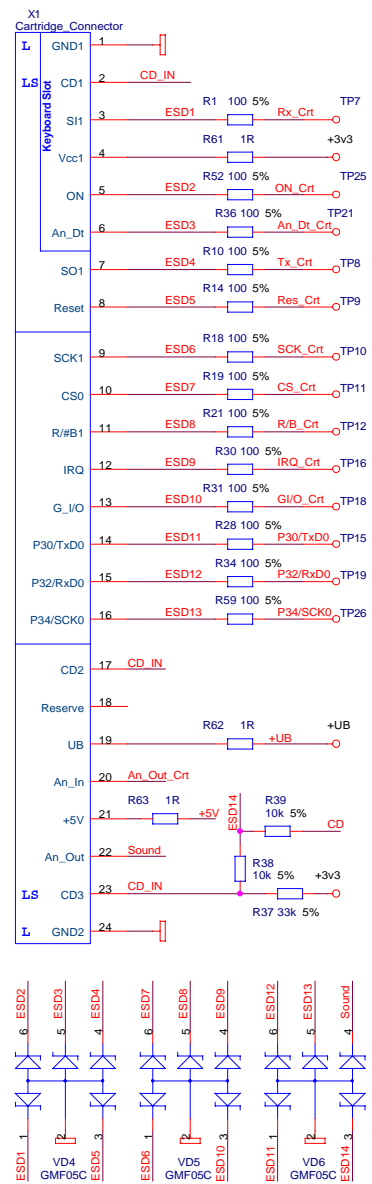 X1
Cartridge_Connector
L GND1 1
LS CD1 2 CD_IN
Keyboard Slot
SI1 3 ESD1 R1 100 5% Rx_Crt TP7
Vcc1 4 R61 1R +3v3
ON 5 ESD2 R52 100 5% ON_Crt TP25
An_Dt 6 ESD3 R36 100 5% An_Dt_Crt TP21
SO1 7 ESD4 R10 100 5% Tx_Crt TP8
Reset 8 ESD5 R14 100 5% Res_Crt TP9
SCK1 9 ESD6 R18 100 5% SCK_Crt TP10
CS0 10 ESD7 R19 100 5% CS_Crt TP11
R/#B1 11 ESD8 R21 100 5% R/B_Crt TP12
IRQ 12 ESD9 R30 100 5% IRQ_Crt TP16
G_I/O 13 ESD10 R31 100 5% GI/O_Crt TP18
P30/TxD0 14 ESD11 R28 100 5% P30/TxD0 TP15
P32/RxD0 15 ESD12 R34 100 5% P32/RxD0 TP19
P34/SCK0 16 ESD13 R59 100 5% P34/SCK0 TP26
CD2 17 CD_IN
Reserve 18
UB 19 R62 1R +UB +UB
An_In 20 An_Out_Crt
+5V 21 R63 1R +5V
ESD14 R39 10k 5% CD
An_Out 22 Sound
R38
10k 5%
LS CD3 23 CD_IN +3v3
R37 33k 5%
L GND2 24
ESD2 ESD3 ESD4 ESD7 ESD8 ESD9 ESD12 ESD13 Sound
6 5 4 6 5 4 6 5 4
1 2 3 1 2 3 1 2 3
ESD1 ESD5 ESD6 ESD10 ESD11 ESD14
VD4 VD5 VD6
GMF05C GMF05C GMF05C